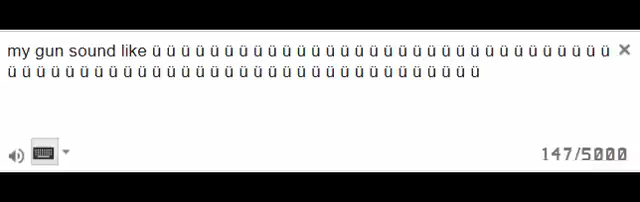 my gun sound like ü ü ü ü ü ü ü ü ü ü ü ü ü ü ü ü ü ü ü ü ü ü ü ü ü ü ü ü ü ü ü ü
ü ü ü ü ü ü ü ü ü ü ü ü ü ü ü ü ü ü ü ü ü ü ü ü ü ü ü ü ü ü ü ü ü
147/5000